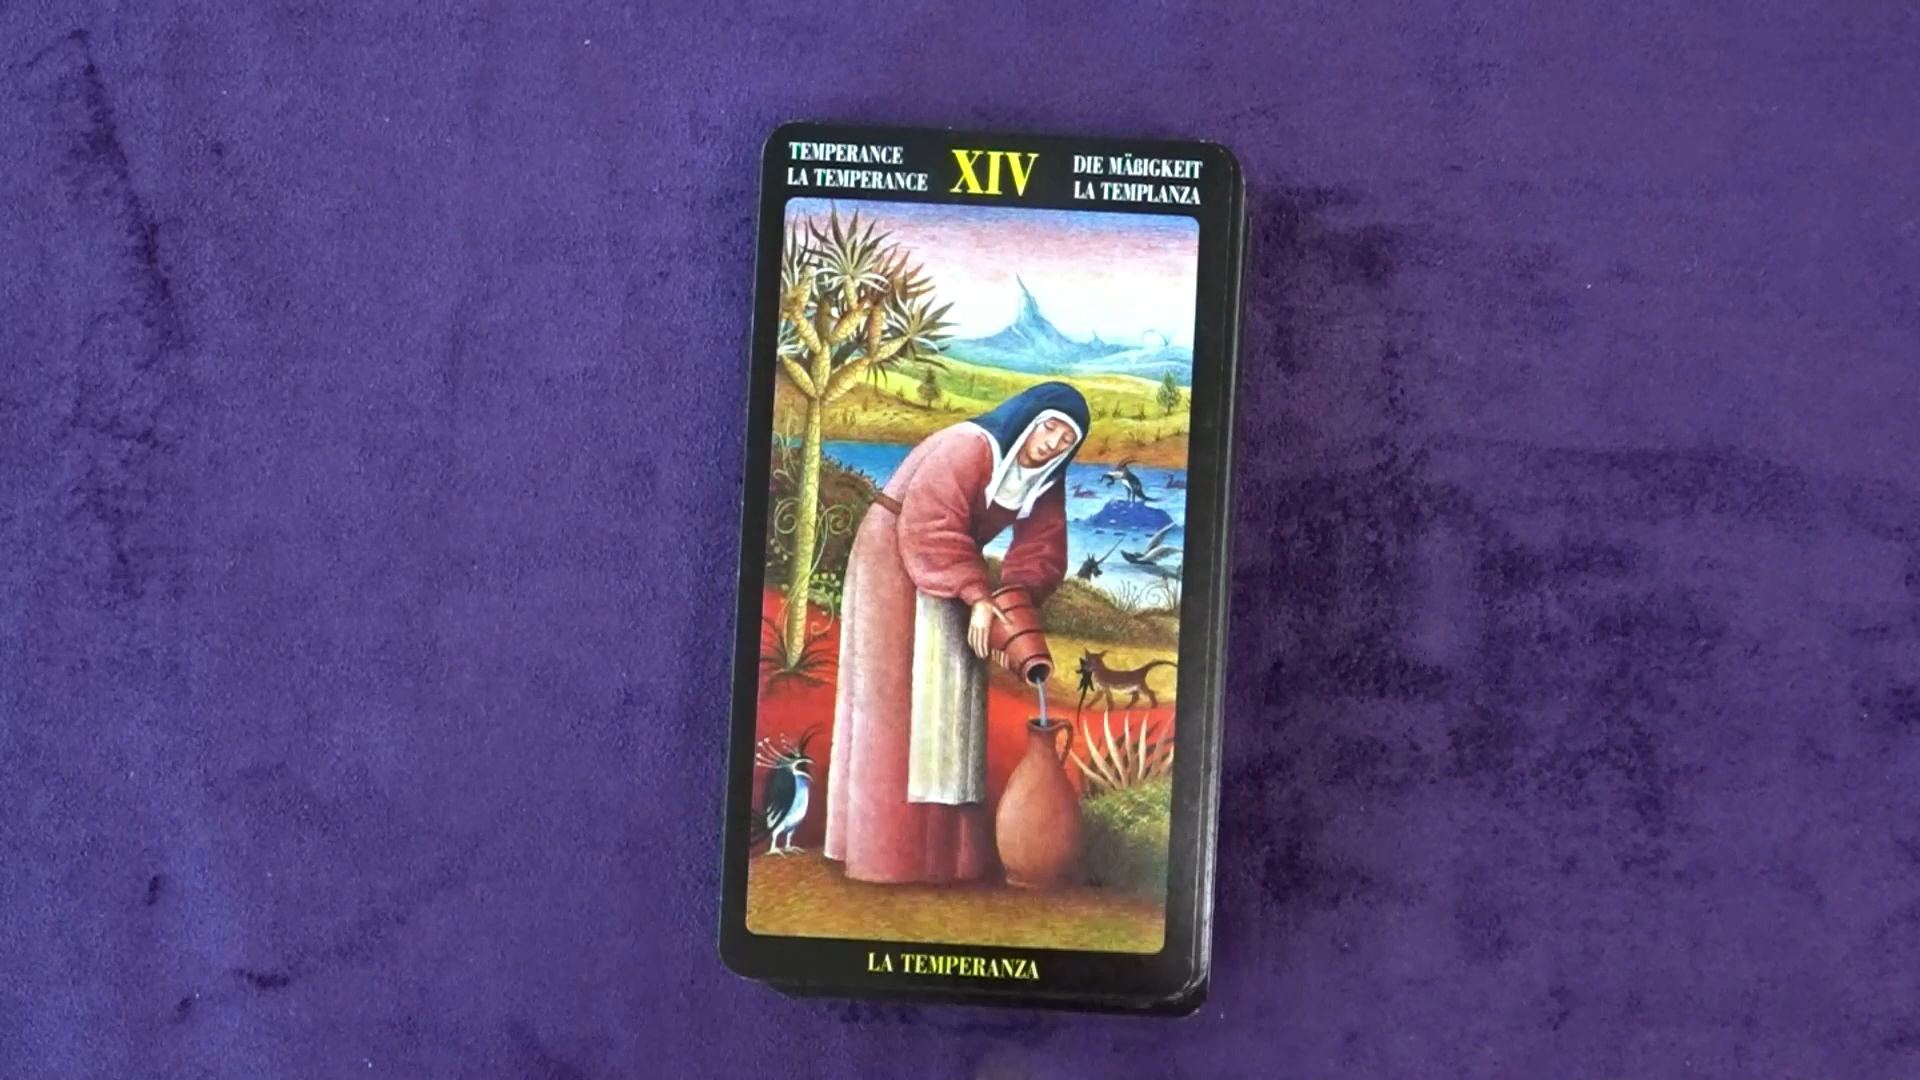 TEMPERANCE
LA TEMPERANCE
XIV
DIE MÄßIGKEIT
LA TEMPLANZA
LA TEMPERANZA